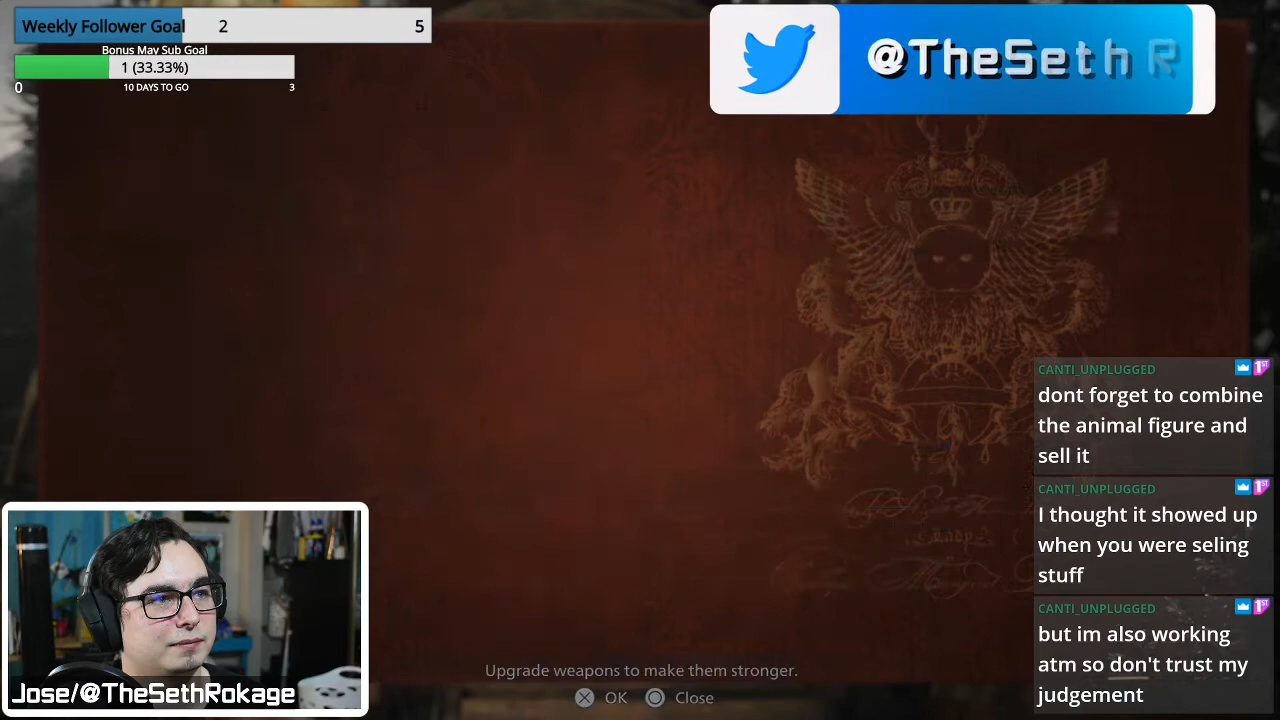 Weekly Follower Goal 2 5
Bonus May Sub Goal
1 (33.33%)
0 10 DAYS TO GO 3
@TheSeth R
CANTI_UNPLUGGED
dont forget to combine
the animal figure and
sell it
CANTI_UNPLUGGED
I thought it showed up
when you were seling
stuff
CANTI_UNPLUGGED
but im also working
atm so don't trust my
judgement
Jose/@TheSethRokage
Upgrade weapons to make them stronger.
OK Close